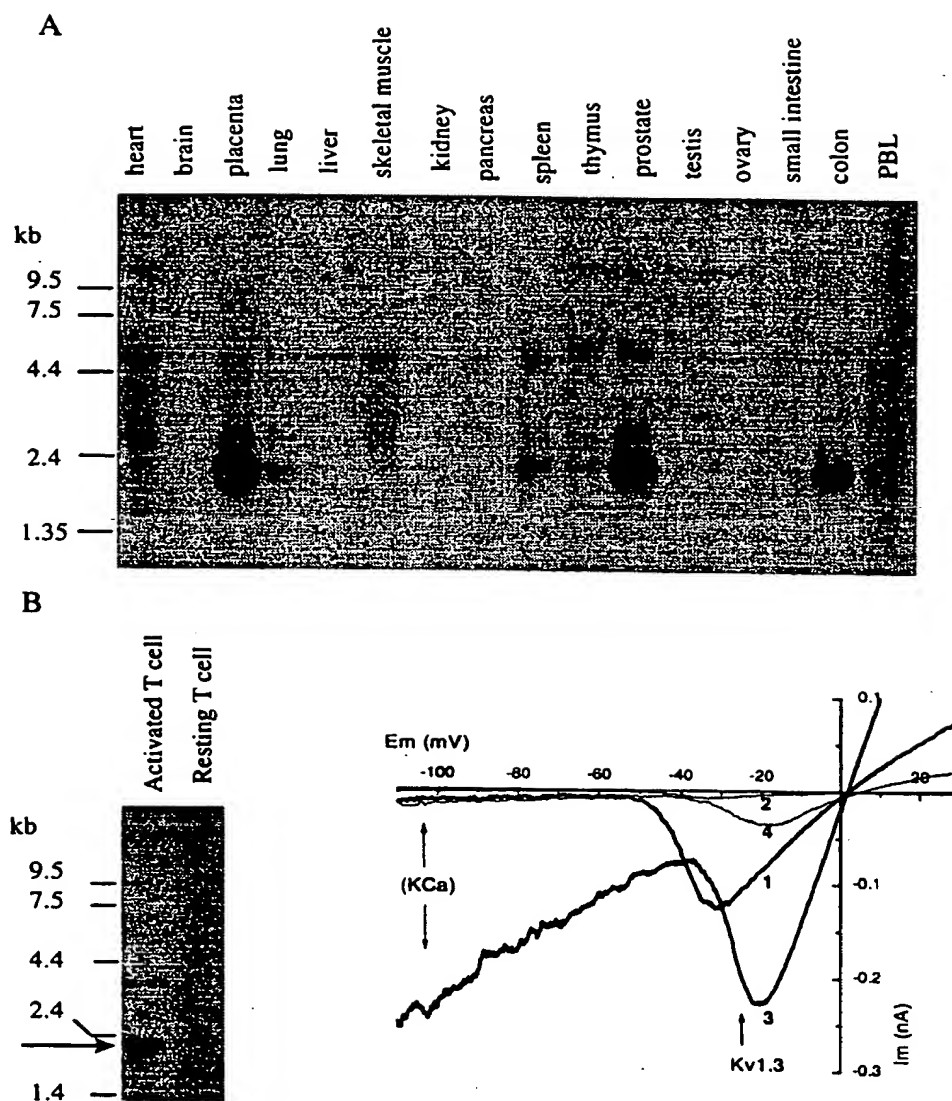 A
heart
brain
placenta
lung
liver
skeletal muscle
kidney
pancreas
spleen
thymus
prostate
testis
ovary
small intestine
colon
PBL
kb
9.5
7.5
4.4
2.4
1.35
B
Activated T cell
Resting T cell
kb
9.5
7.5
4.4
2.4
1.4
Em (mV)
-100 -80 -60 -40 -20 20
0.1
2
4
(KCa)
1
-0.1
-0.2
3
Kv1.3
-0.3
Im (nA)